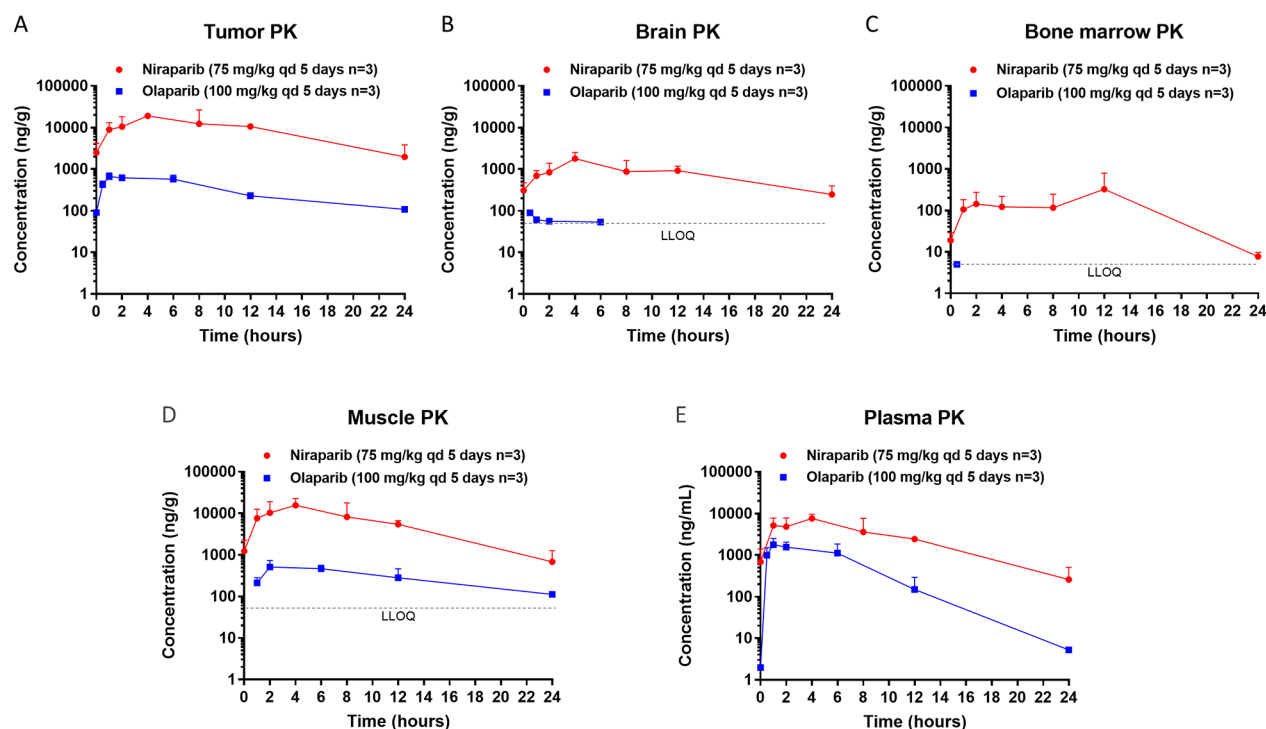 A
Tumor PK
Niraparib (75 mg/kg qd 5 days n=3)
Olaparib (100 mg/kg qd 5 days n=3)
Concentration (ng/g)
100000
10000
1000
100
10
1
0 2 4 6 8 10 12 14 16 18 20 22 24
Time (hours)
B
Brain PK
Niraparib (75 mg/kg qd 5 days n=3)
Olaparib (100 mg/kg qd 5 days n=3)
Concentration (ng/g)
100000
10000
1000
100
10
1
LLOQ
0 2 4 6 8 10 12 14 16 18 20 22 24
Time (hours)
C
Bone marrow PK
Niraparib (75 mg/kg qd 5 days n=3)
Olaparib (100 mg/kg qd 5 days n=3)
Concentration (ng/g)
100000
10000
1000
100
10
1
LLOQ
0 2 4 6 8 10 12 14 16 18 20 22 24
Time (hours)
D
Muscle PK
Niraparib (75 mg/kg qd 5 days n=3)
Olaparib (100 mg/kg qd 5 days n=3)
Concentration (ng/g)
100000
10000
1000
100
10
1
LLOQ
0 2 4 6 8 10 12 14 16 18 20 22 24
Time (hours)
E
Plasma PK
Niraparib (75 mg/kg qd 5 days n=3)
Olaparib (100 mg/kg qd 5 days n=3)
Concentration (ng/mL)
100000
10000
1000
100
10
1
0 2 4 6 8 10 12 14 16 18 20 22 24
Time (hours)